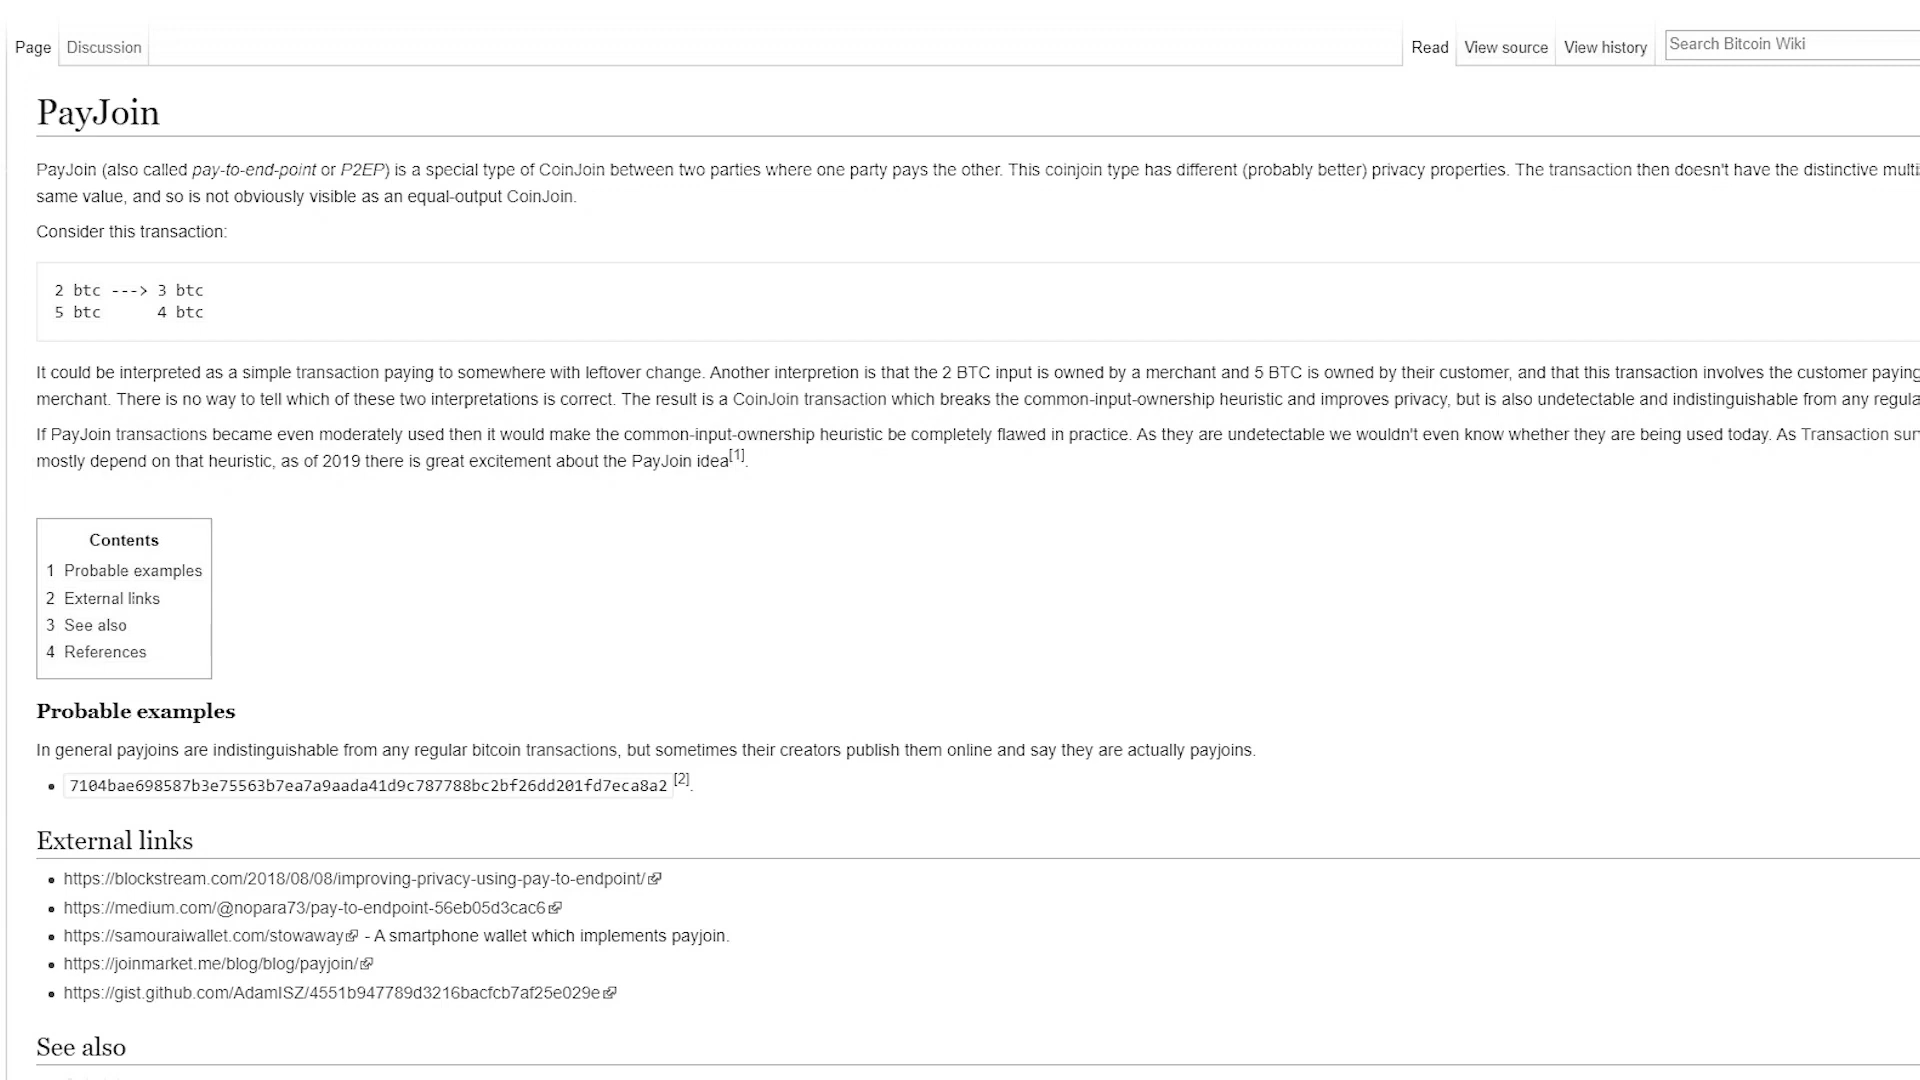 Page Discussion Read View source View history Search Bitcoin Wiki
PayJoin
PayJoin (also called pay-to-end-point or P2EP) is a special type of CoinJoin between two parties where one party pays the other. This coinjoin type has different (probably better) privacy properties. The transaction then doesn't have the distinctive
same value, and so is not obviously visible as an equal-output CoinJoin.
Consider this transaction:
2 btc ---> 3 btc
5 btc 4 btc
It could be interpreted as a simple transaction paying to somewhere with leftover change. Another interpretion is that the 2 BTC input is owned by a merchant and 5 BTC is owned by their customer, and that this transaction involves the customer paying
merchant. There is no way to tell which of these two interpretations is correct. The result is a CoinJoin transaction which breaks the common-input-ownership heuristic and improves privacy, but is also undetectable and indistinguishable from any
If PayJoin transactions became even moderately used then it would make the common-input-ownership heuristic be completely flawed in practice. As they are undetectable we wouldn't even know whether they are being used today. As Transaction
mostly depend on that heuristic, as of 2019 there is great excitement about the PayJoin idea[1].
Contents
1 Probable examples
2 External links
3 See also
4 References
Probable examples
In general payjoins are indistinguishable from any regular bitcoin transactions, but sometimes their creators publish them online and say they are actually payjoins.
• 7104bae698587b3e75563b7ea7a9aada41d9c787788bc2bf26dd201fd7eca8a2 [2].
External links
• https://blockstream.com/2018/08/08/improving-privacy-using-pay-to-endpoint/
• https://medium.com/@nopara73/pay-to-endpoint-56eb05d3cac6
• https://samouraiwallet.com/stowaway - A smartphone wallet which implements payjoin.
• https://joinmarket.me/blog/blog/payjoin/
• https://gist.github.com/AdamISZ/4551b947789d3216bacfcb7af25e029e
See also